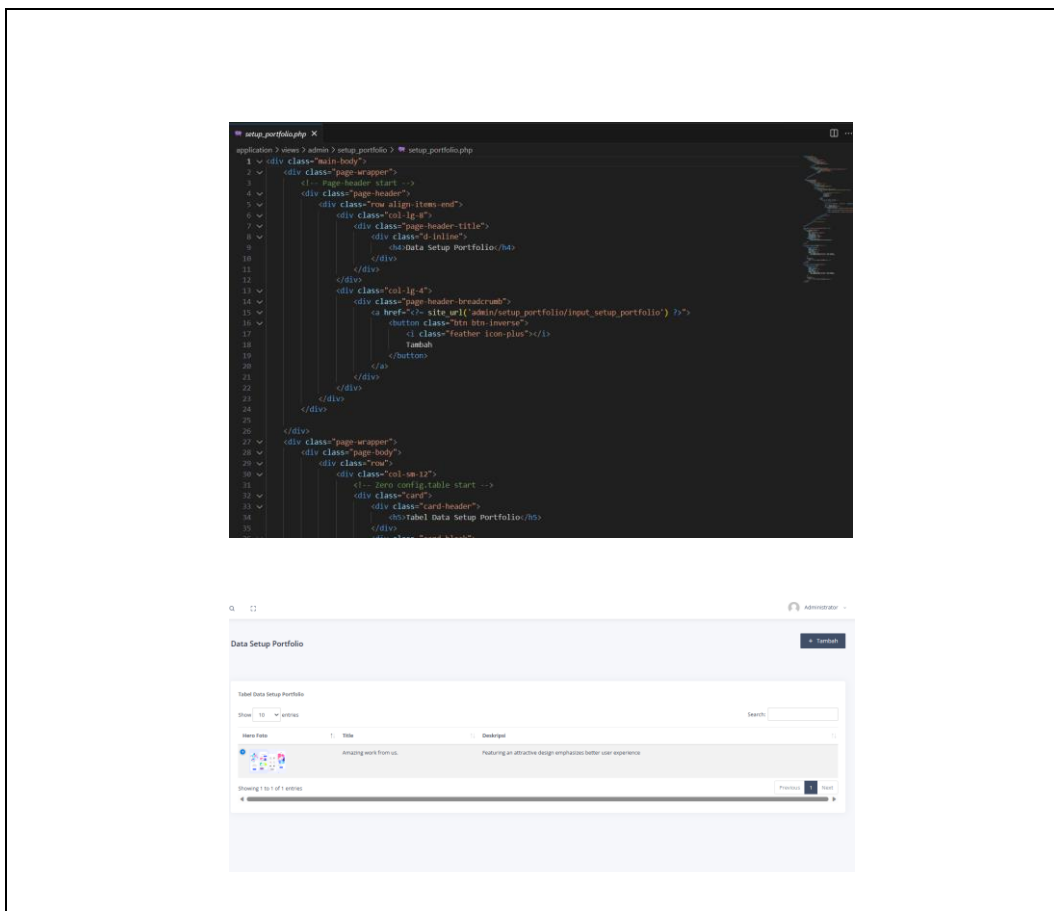 setup_portfolio.php
application > views > admin > setup_portfolio > setup_portfolio.php
1 <div class="main-body">
2 <div class="page-wrapper">
3 <!-- Page-header start -->
4 <div class="page-header">
5 <div class="row align-items-end">
6 <div class="col-lg-8">
7 <div class="page-header-title">
8 <div class="d-inline">
9 <h4>Data Setup Portfolio</h4>
10 </div>
11 </div>
12 </div>
13 <div class="col-lg-4">
14 <div class="page-header-breadcrumb">
15 <a href="<?= site_url('admin/setup_portfolio/input_setup_portfolio') ?>">
16 <button class="btn btn-inverse">
17 <i class="feather icon-plus"></i>
18 Tambah
19 </button>
20 </a>
21 </div>
22 </div>
23 </div>
24 </div>
25
26 </div>
27 <div class="page-wrapper">
28 <div class="page-body">
29 <div class="row">
30 <div class="col-sm-12">
31 <!-- Zero config.table start -->
32 <div class="card">
33 <div class="card-header">
34 <h5>Tabel Data Setup Portfolio</h5>
35 </div>
Administrator
Data Setup Portfolio
+ Tambah
Tabel Data Setup Portfolio
Show 10 entries Search:
Hero Foto Title Deskripsi
Amazing work from us. Featuring an attractive design emphasizes better user experience.
Showing 1 to 1 of 1 entries Previous 1 Next